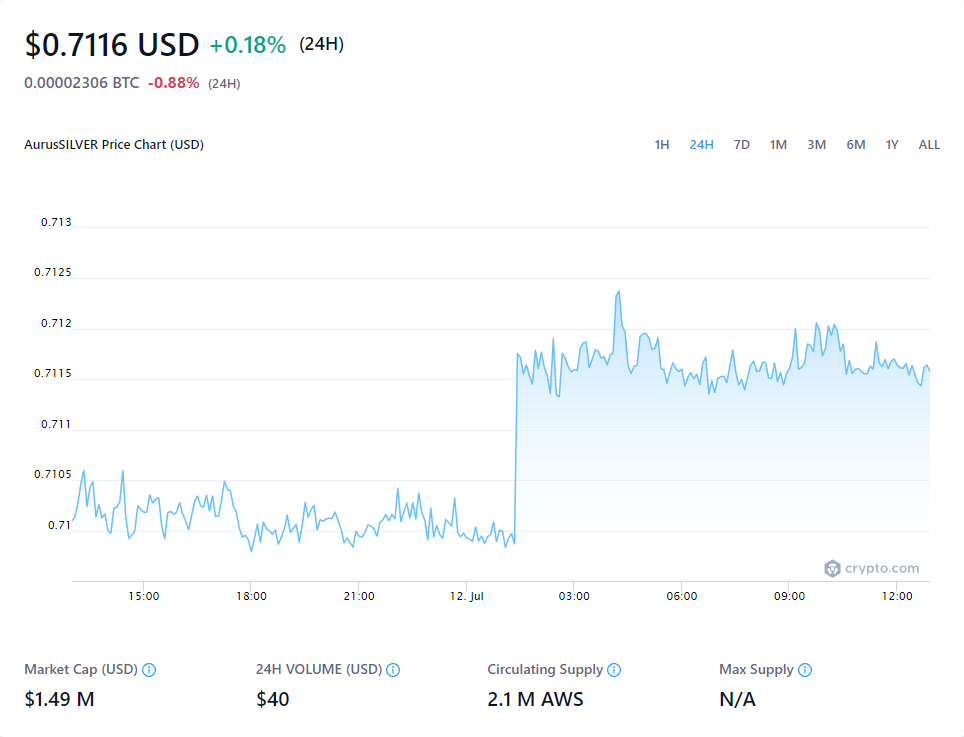 $0.7116 USD +0.18% (24H)
0.00002306 BTC -0.88% (24H)
AurusSILVER Price Chart (USD) 1H 24H 7D 1M 3M 6M 1Y ALL
0.713
0.7125
0.712
0.7115
0.711
0.7105
0.71
crypto.com
15:00 18:00 21:00 12. Jul 03:00 06:00 09:00 12:00
Market Cap (USD) 24H VOLUME (USD) Circulating Supply Max Supply
$1.49 M $40 2.1 M AWS N/A